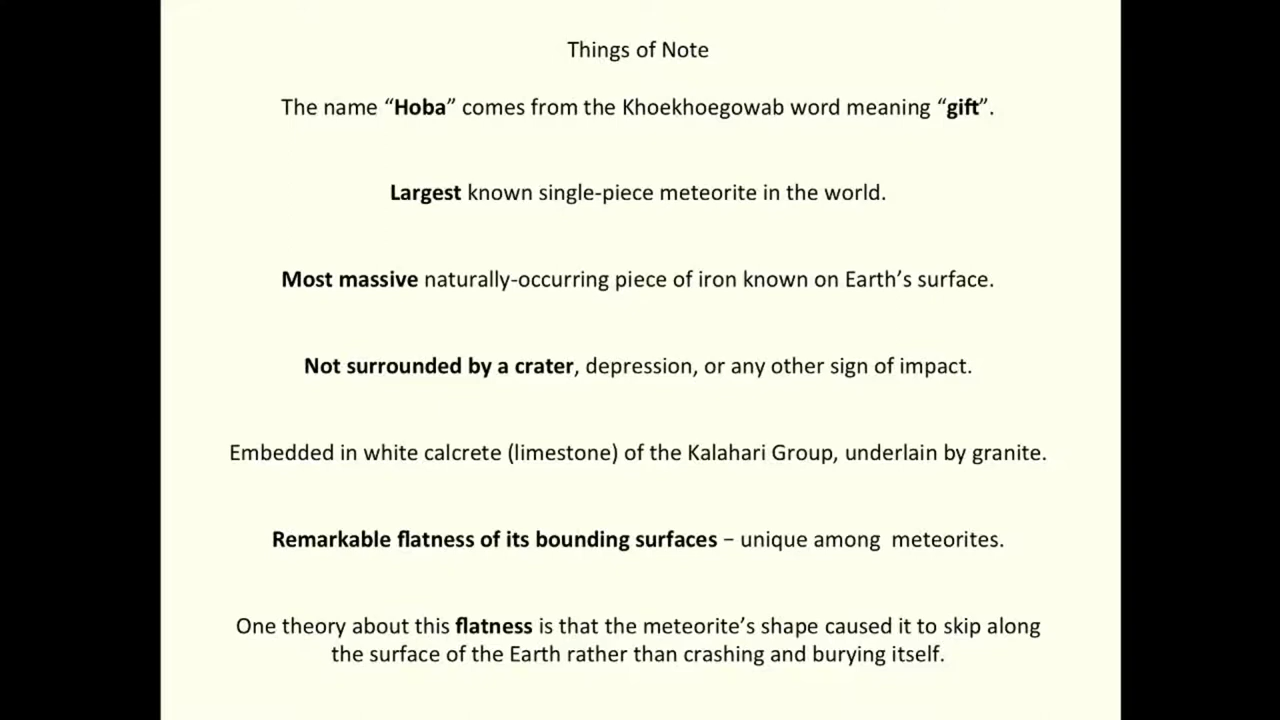 Things of Note
The name “Hoba” comes from the Khoekhoegowab word meaning “gift”.
Largest known single-piece meteorite in the world.
Most massive naturally-occurring piece of iron known on Earth’s surface.
Not surrounded by a crater, depression, or any other sign of impact.
Embedded in white calcrete (limestone) of the Kalahari Group, underlain by granite.
Remarkable flatness of its bounding surfaces – unique among meteorites.
One theory about this flatness is that the meteorite’s shape caused it to skip along
the surface of the Earth rather than crashing and burying itself.